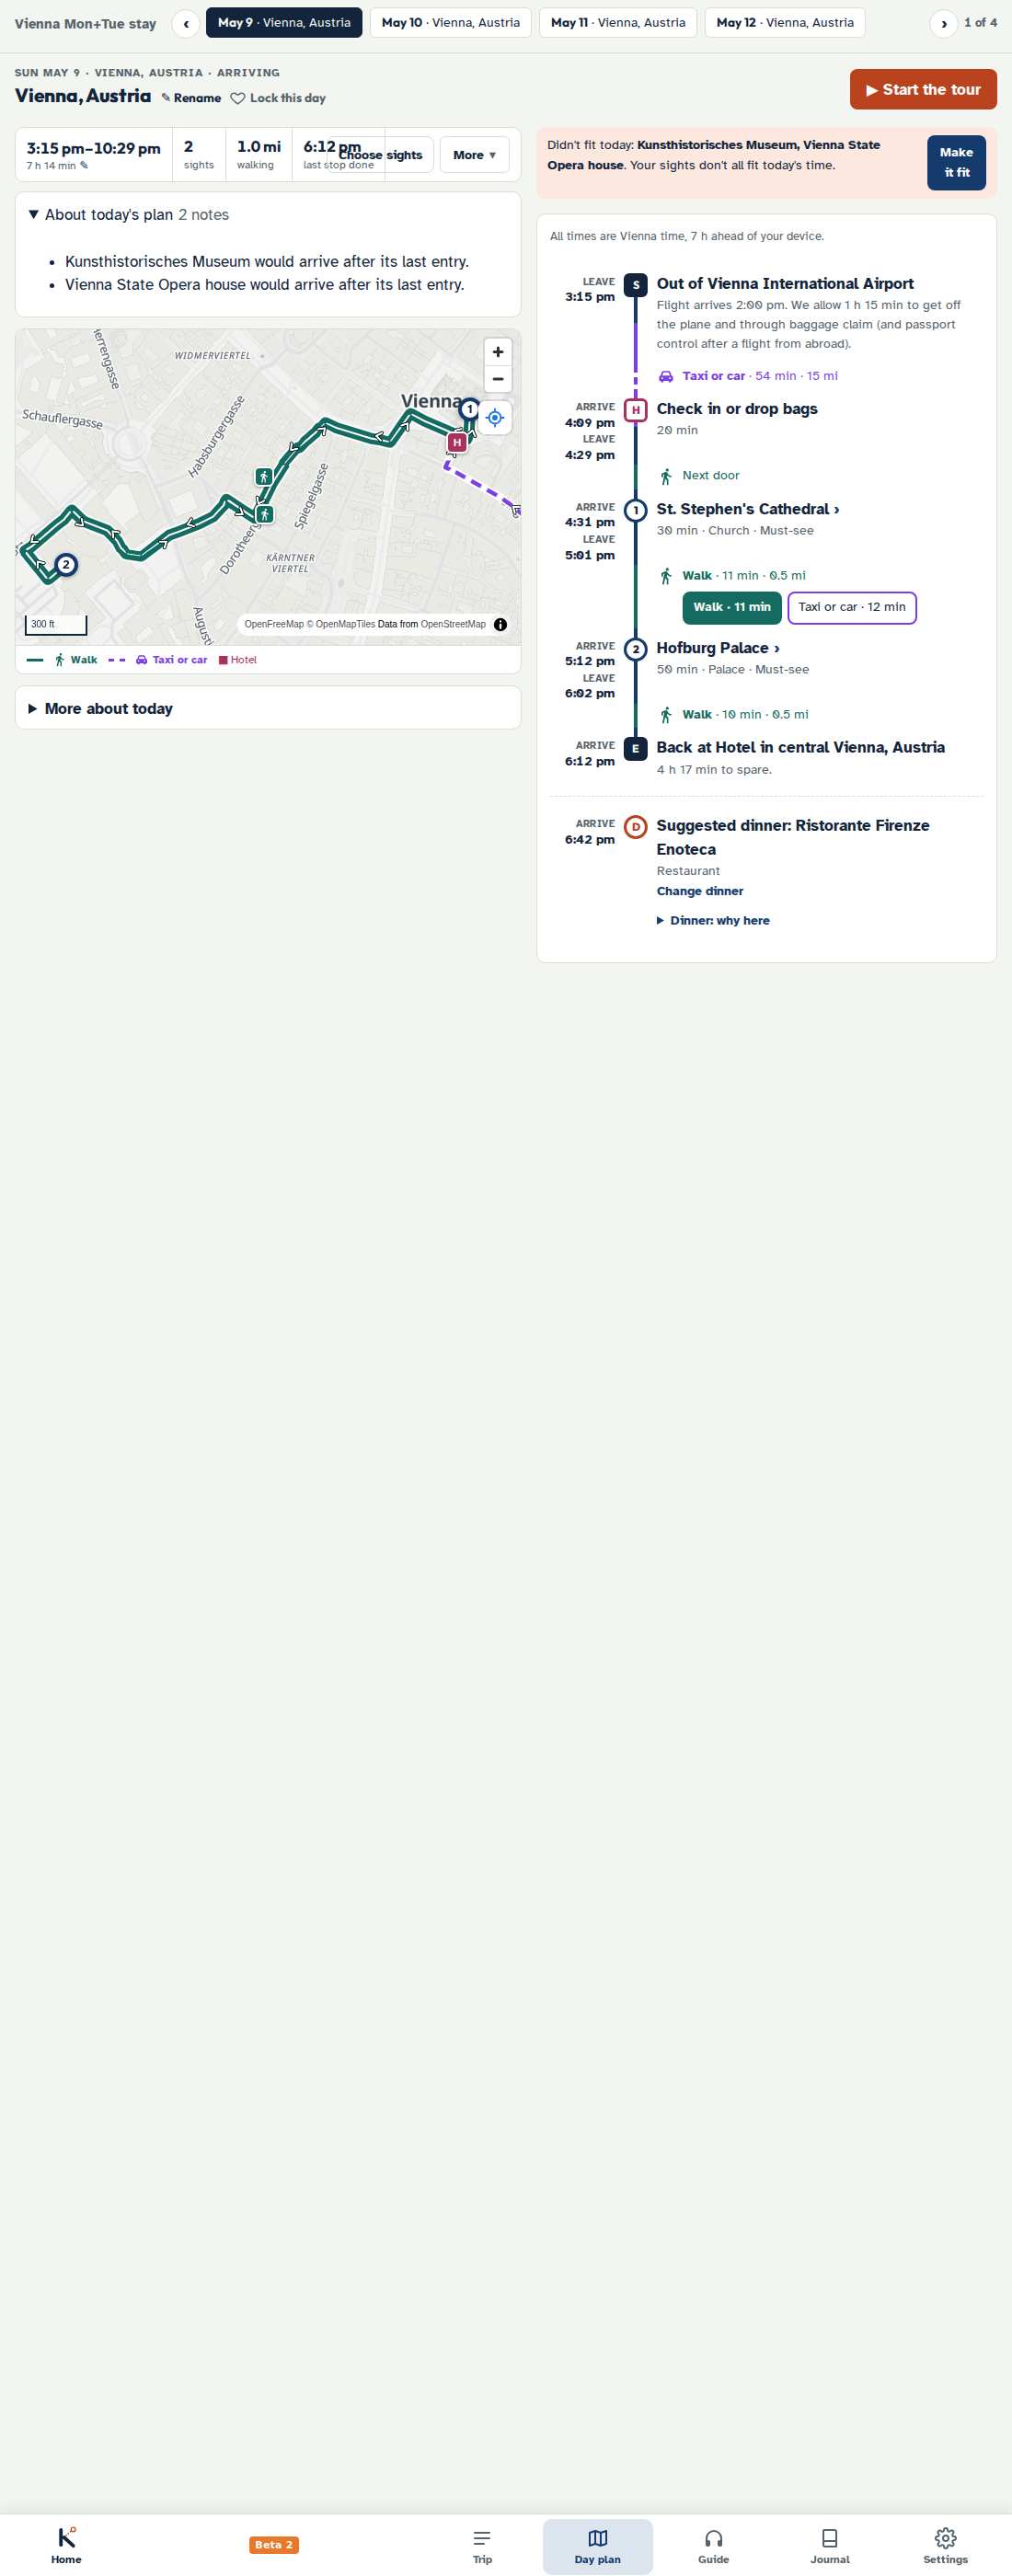 Vienna Mon+Tue stay
‹
May 9 · Vienna, Austria
May 10 · Vienna, Austria
May 11 · Vienna, Austria
May 12 · Vienna, Austria
›
1 of 4
SUN MAY 9 · VIENNA, AUSTRIA · ARRIVING
Vienna, Austria ✎ Rename Lock this day
▶ Start the tour
3:15 pm–10:29 pm
7 h 14 min ✎
2
sights
1.0 mi
walking
6:12 pm
last stop done
Choose sights
More ▼
▼ About today's plan 2 notes
• Kunsthistorisches Museum would arrive after its last entry.
• Vienna State Opera house would arrive after its last entry.
WIDMERVIERTEL
Schauflergasse
Habsburgergasse
Vienna
1
H
Spiegelgasse
KÄRNTNER
VIERTEL
2
+
−
300 ft
OpenFreeMap © OpenMapTiles Data from OpenStreetMap
Walk Taxi or car Hotel
▶ More about today
Didn't fit today: Kunsthistorisches Museum, Vienna State
Opera house. Your sights don't all fit today's time.
Make
it fit
All times are Vienna time, 7 h ahead of your device.
LEAVE
3:15 pm
S
Out of Vienna International Airport
Flight arrives 2:00 pm. We allow 1 h 15 min to get off
the plane and through baggage claim (and passport
control after a flight from abroad).
Taxi or car · 54 min · 15 mi
ARRIVE
4:09 pm
LEAVE
4:29 pm
H
Check in or drop bags
20 min
Next door
ARRIVE
4:31 pm
LEAVE
5:01 pm
1
St. Stephen's Cathedral ›
30 min · Church · Must-see
Walk · 11 min · 0.5 mi
Walk · 11 min
Taxi or car · 12 min
ARRIVE
5:12 pm
LEAVE
6:02 pm
2
Hofburg Palace ›
50 min · Palace · Must-see
Walk · 10 min · 0.5 mi
ARRIVE
6:12 pm
E
Back at Hotel in central Vienna, Austria
4 h 17 min to spare.
ARRIVE
6:42 pm
D
Suggested dinner: Ristorante Firenze
Enoteca
Restaurant
Change dinner
▶ Dinner: why here
Home
Beta 2
Trip
Day plan
Guide
Journal
Settings